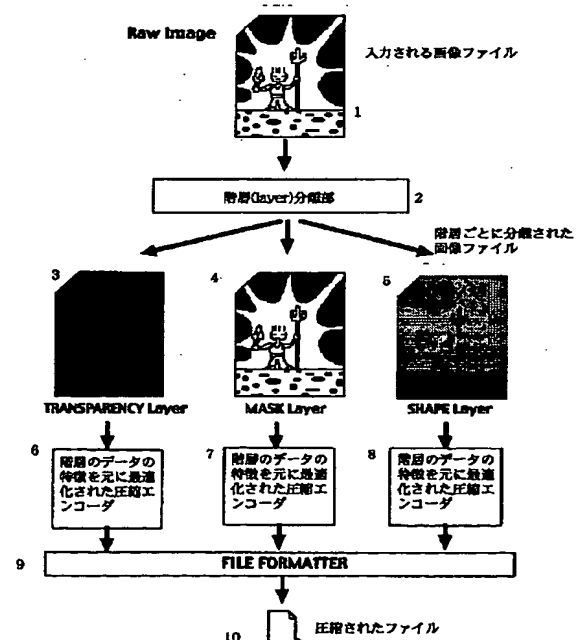 Raw Image
入力される画像ファイル
1
階層(layer)分離部
2
階層ごとに分離された
画像ファイル
3
4
5
TRANSPARENCY Layer
MASK Layer
SHAPE Layer
6
階層のデータの
特徴を元に最適
化された圧縮エ
ンコーダ
7
階層のデータの
特徴を元に最適
化された圧縮エ
ンコーダ
8
階層のデータの
特徴を元に最適
化された圧縮エ
ンコーダ
9
FILE FORMATTER
10
圧縮されたファイル